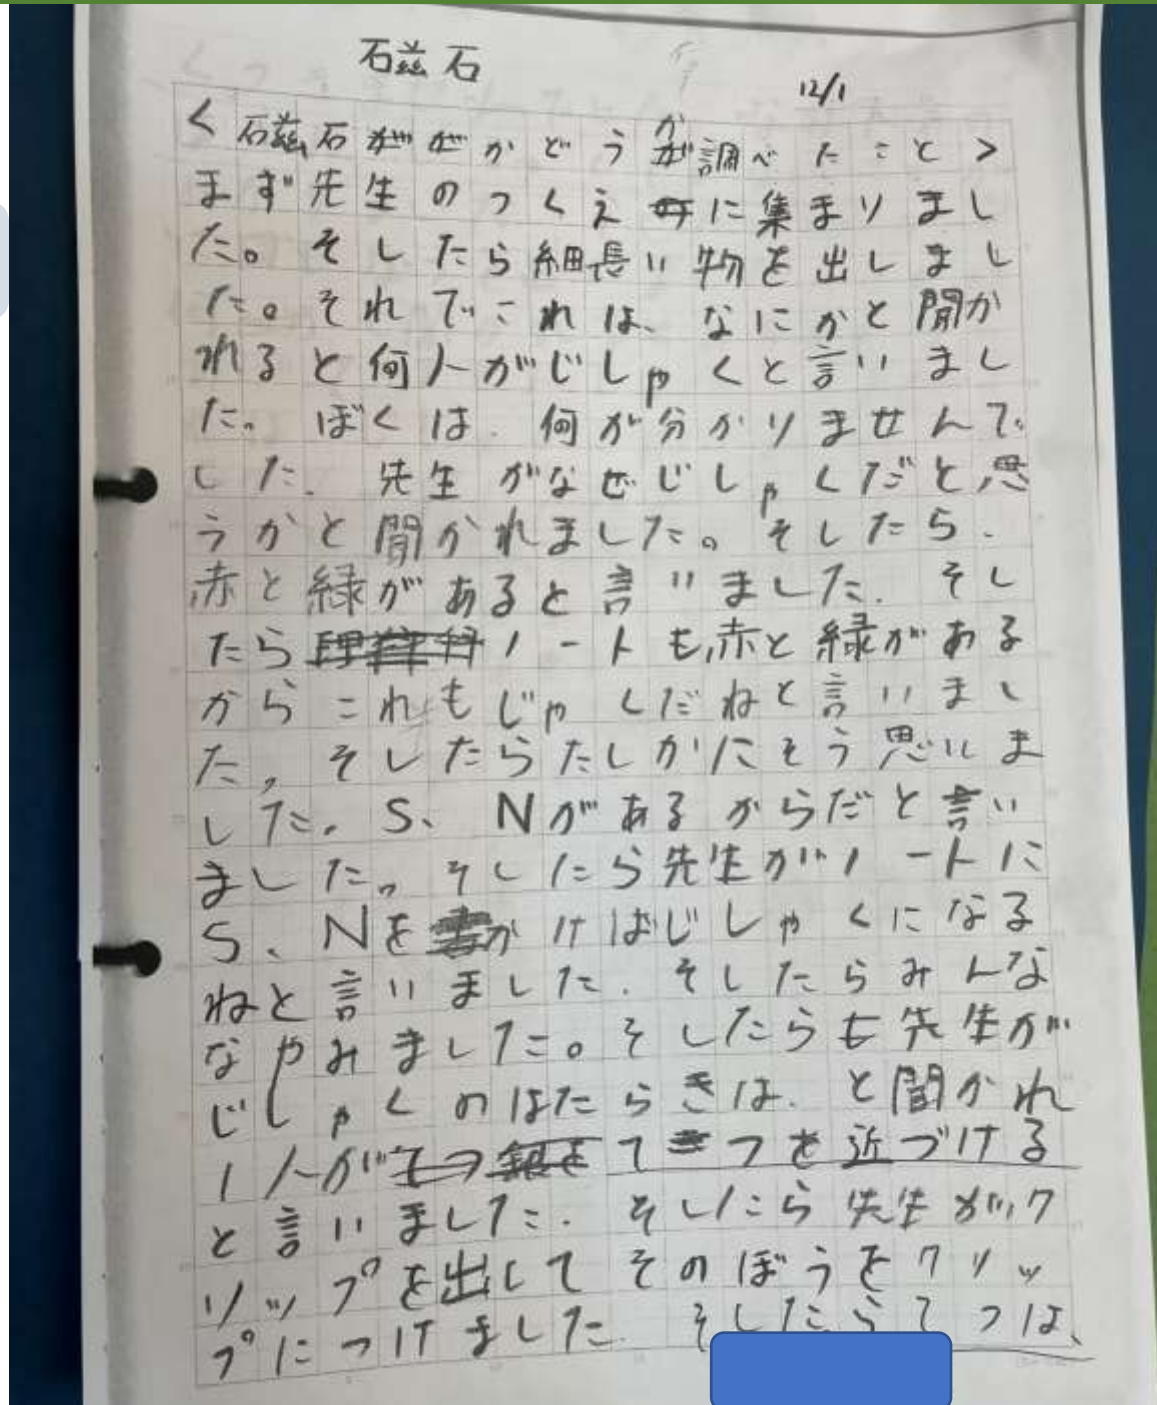 磁石
12/1
<磁石かどうか調べたこと>
まず先生のつくえに集まりまし
た。そしたら細長い物を出しまし
た。それでこれは、なにかと聞か
れると何人がじしゃくと言いまし
た。ぼくは、何が分かりませんで
した。先生がなぜじしゃくだと思
うかと聞かれました。そしたら、
赤と緑があると言いました。そし
たらノートも赤と緑がある
からこれもじゃくだねと言いまし
た。そしたらたしかにそう思いま
した。S、Nがあるからだと言い
ました。そしたら先生がノートに
S、Nをかけばじしゃくになる
ねと言いました。そしたらみんな
なやみました。そしたらも先生が
じしゃくのはたらきは、と聞かれ
1人がてつを近づける
と言いました。そしたら先生がク
リップを出してそのぼうをクリッ
プにつけました。そしたらてつは、